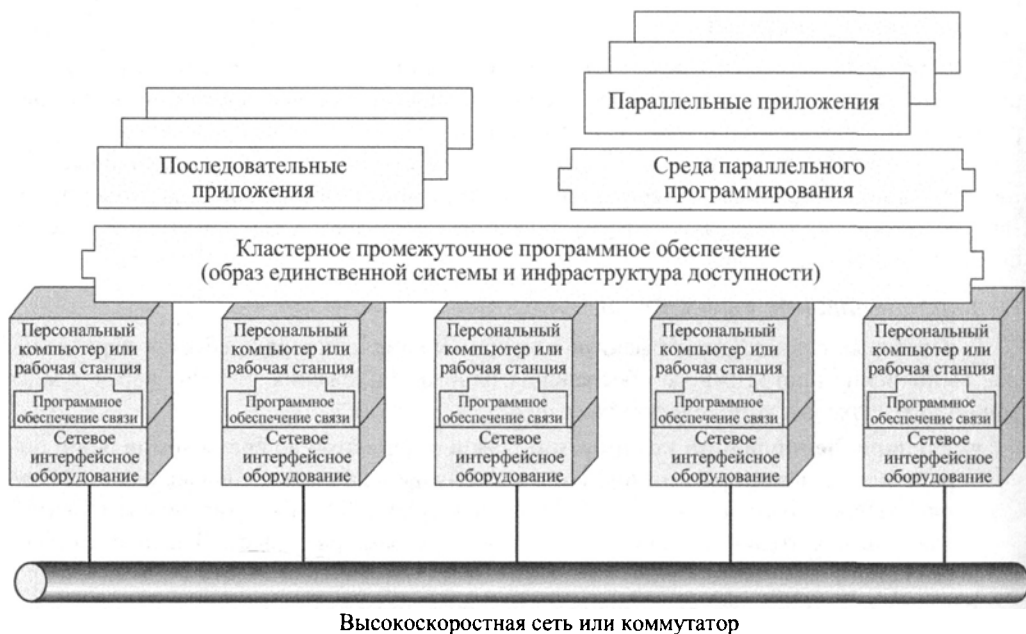 Параллельные приложения
Последовательные
приложения
Среда параллельного
программирования
Кластерное промежуточное программное обеспечение
(образ единственной системы и инфраструктура доступности)
Персональный
компьютер или
рабочая станция
Программное
обеспечение связи
Сетевое
интерфейсное
оборудование
Персональный
компьютер или
рабочая станция
Программное
обеспечение связи
Сетевое
интерфейсное
оборудование
Персональный
компьютер или
рабочая станция
Программное
обеспечение связи
Сетевое
интерфейсное
оборудование
Персональный
компьютер или
рабочая станция
Программное
обеспечение связи
Сетевое
интерфейсное
оборудование
Персональный
компьютер или
рабочая станция
Программное
обеспечение связи
Сетевое
интерфейсное
оборудование
Высокоскоростная сеть или коммутатор